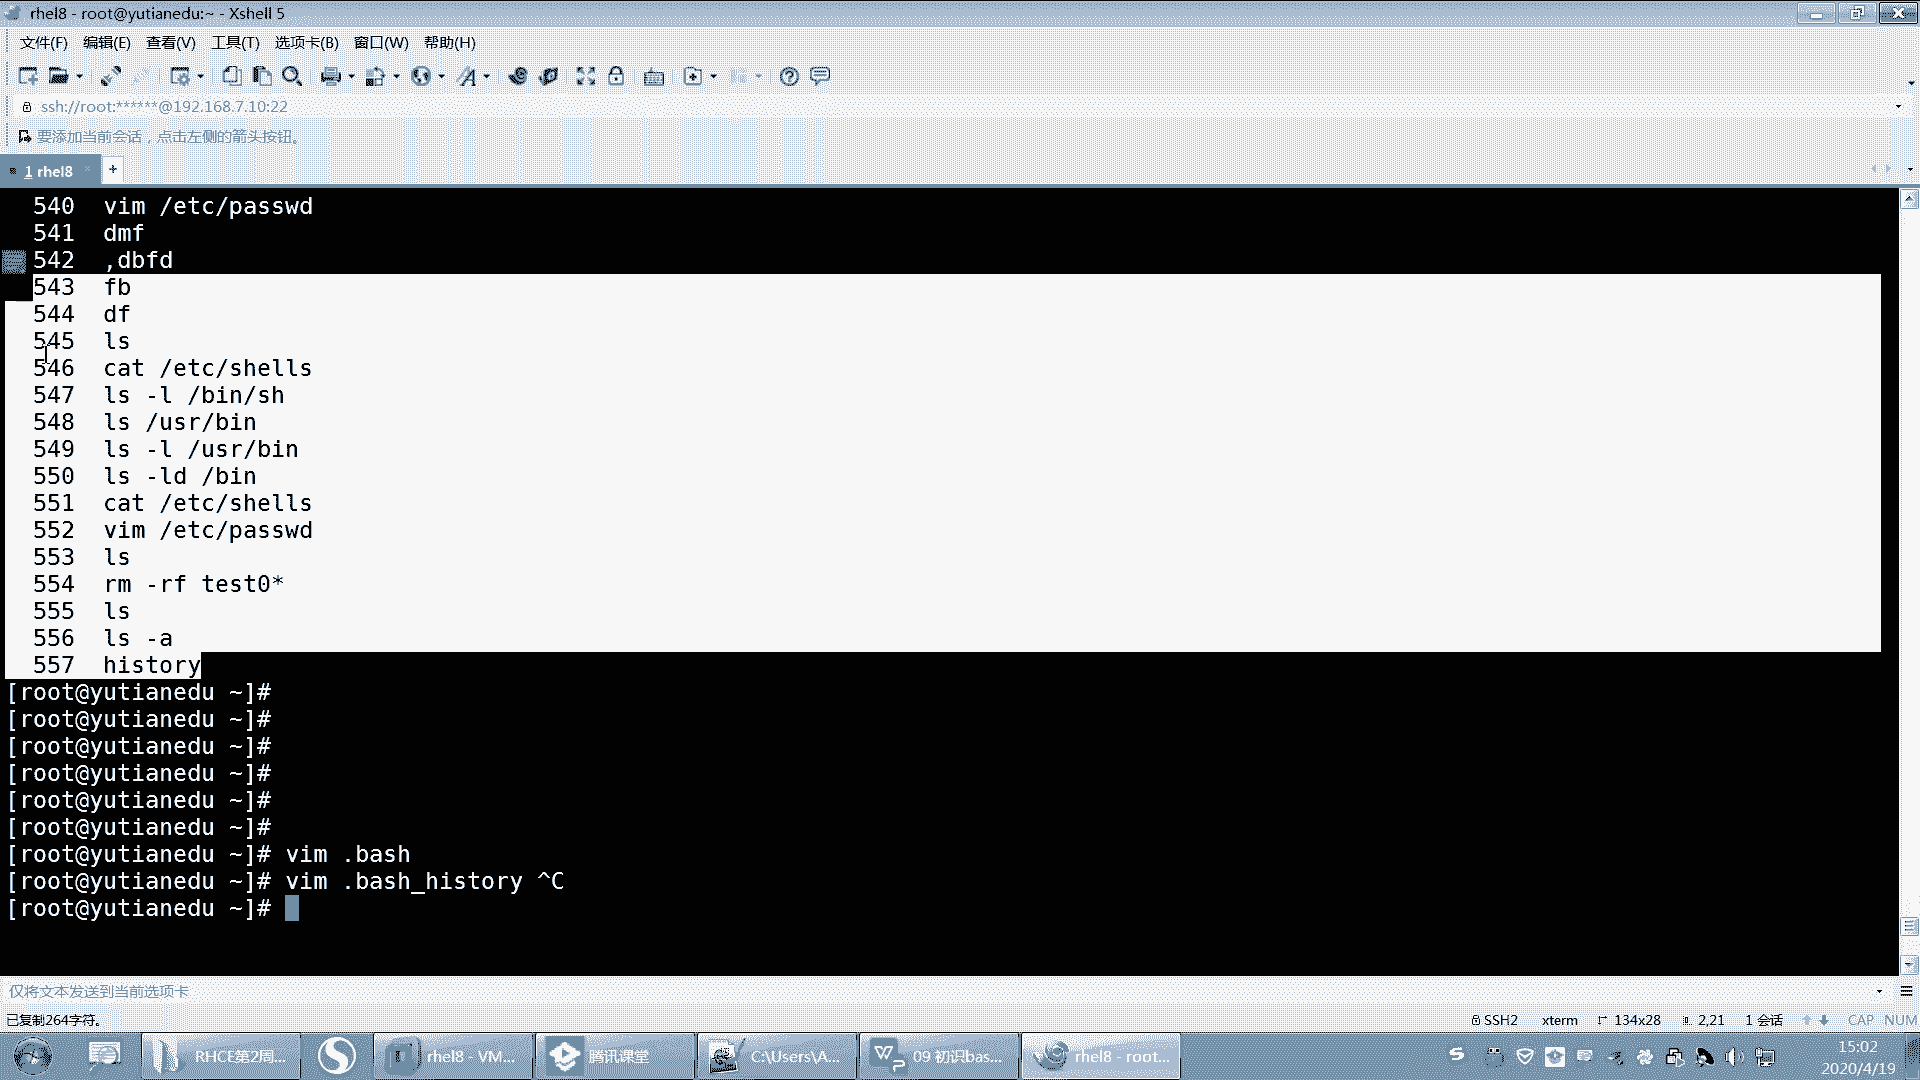 rhel8 - root@yutianedu:~ - Xshell 5
文件(F) 编辑(E) 查看(V) 工具(T) 选项卡(B) 窗口(W) 帮助(H)
ssh://root:******@192.168.7.10:22
要添加当前会话，点击左侧的箭头按钮。
1 rhel8 × +
540 vim /etc/passwd
541 dmf
542 ,dbfd
543 fb
544 df
545 ls
546 cat /etc/shells
547 ls -l /bin/sh
548 ls /usr/bin
549 ls -l /usr/bin
550 ls -ld /bin
551 cat /etc/shells
552 vim /etc/passwd
553 ls
554 rm -rf test0*
555 ls
556 ls -a
557 history
[root@yutianedu ~]#
[root@yutianedu ~]#
[root@yutianedu ~]#
[root@yutianedu ~]#
[root@yutianedu ~]#
[root@yutianedu ~]#
[root@yutianedu ~]# vim .bash
[root@yutianedu ~]# vim .bash_history ^C
[root@yutianedu ~]#
仅将文本发送到当前选项卡
已复制264字符。 SSH2 xterm 134x28 2,21 1 会话 CAP NUM
RHCE第2周... rhel8 - VM... 腾讯课堂 C:\Users\A... 09 初识bas... rhel8 - root... 15:02
2020/4/19